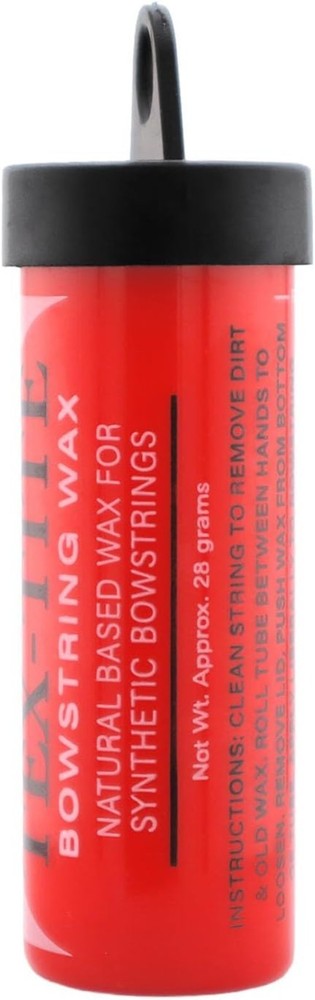 TEX-TITE
BOWSTRING WAX
NATURAL BASED WAX FOR
SYNTHETIC BOWSTRINGS
Not Wt. Approx. 28 grams
INSTRUCTIONS: CLEAN STRING TO REMOVE DIRT
& OLD WAX. ROLL TUBE BETWEEN HANDS TO
LOOSEN. REMOVE LID. PUSH WAX FROM BOTTOM